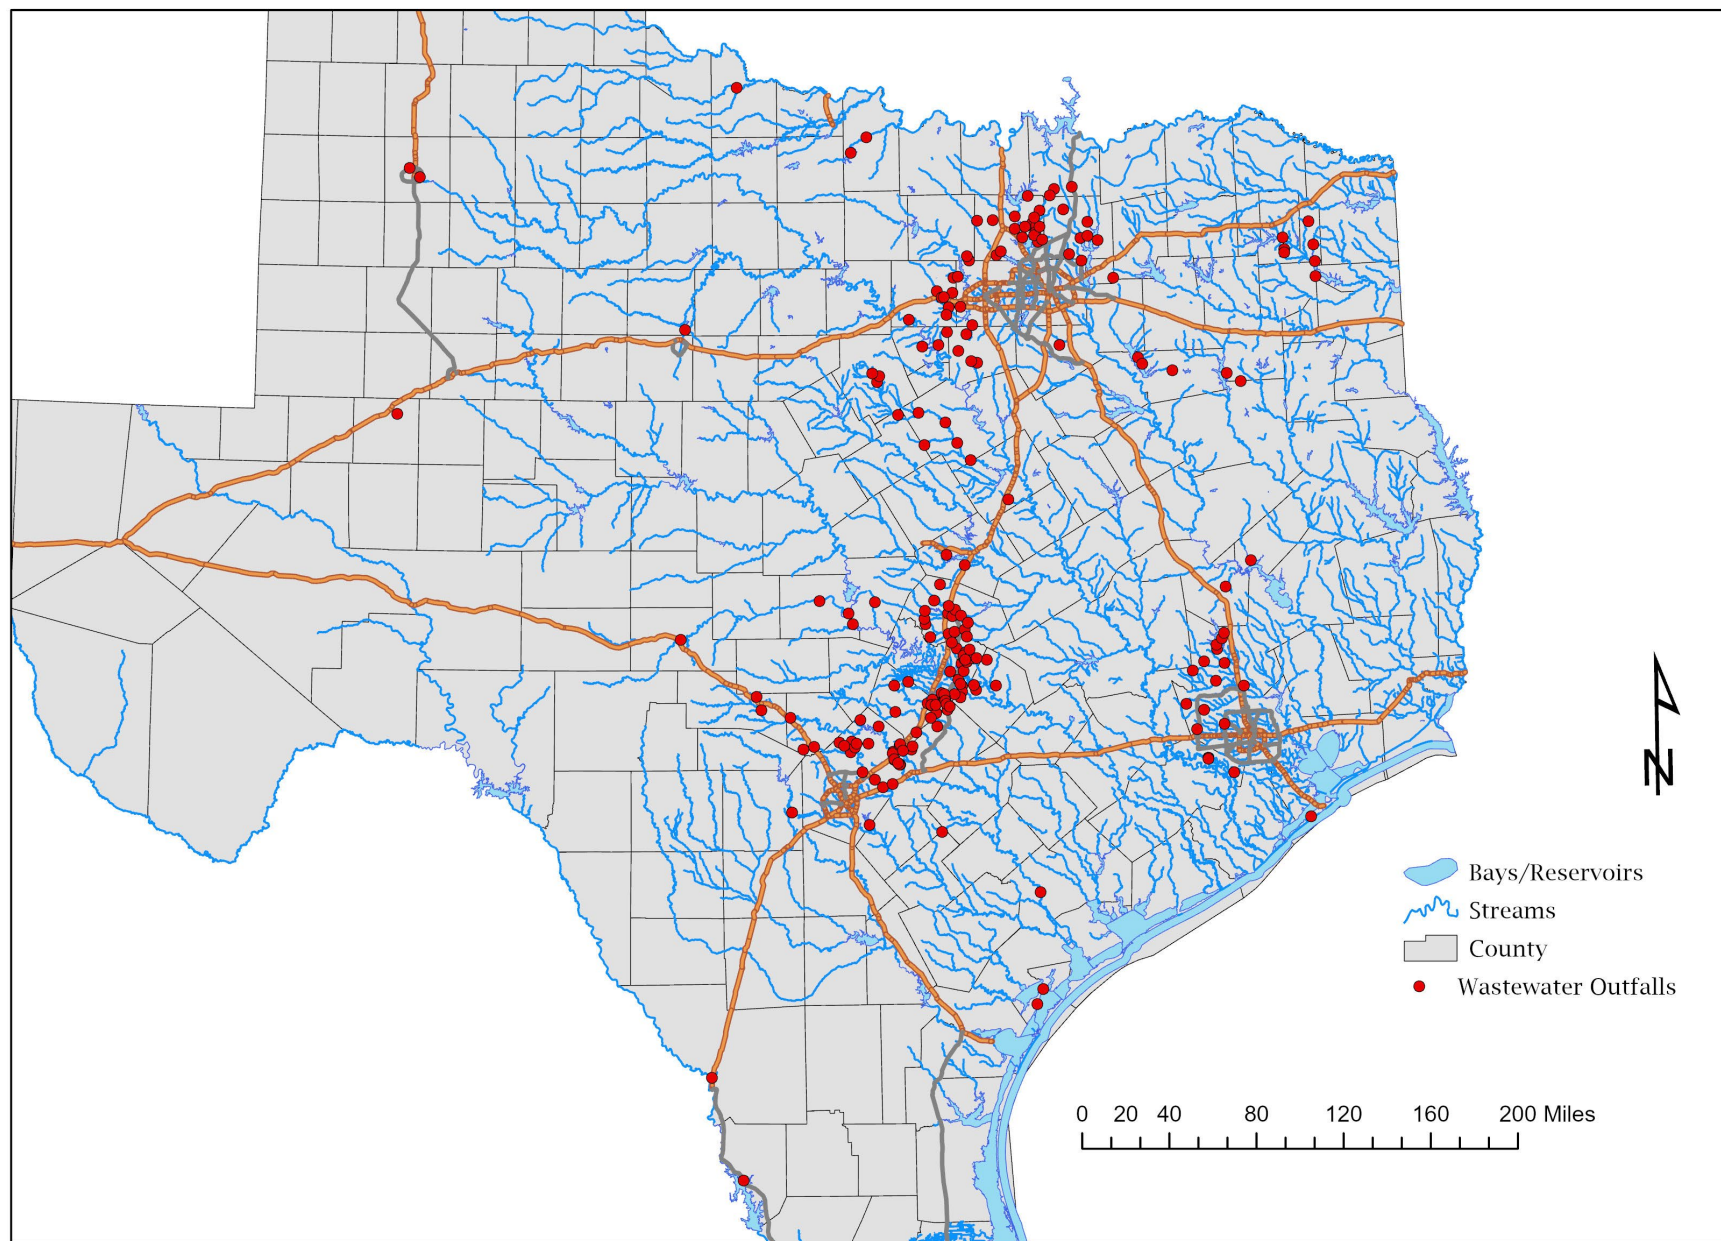 N
Bays/Reservoirs
Streams
County
Wastewater Outfalls
0 20 40 80 120 160 200 Miles